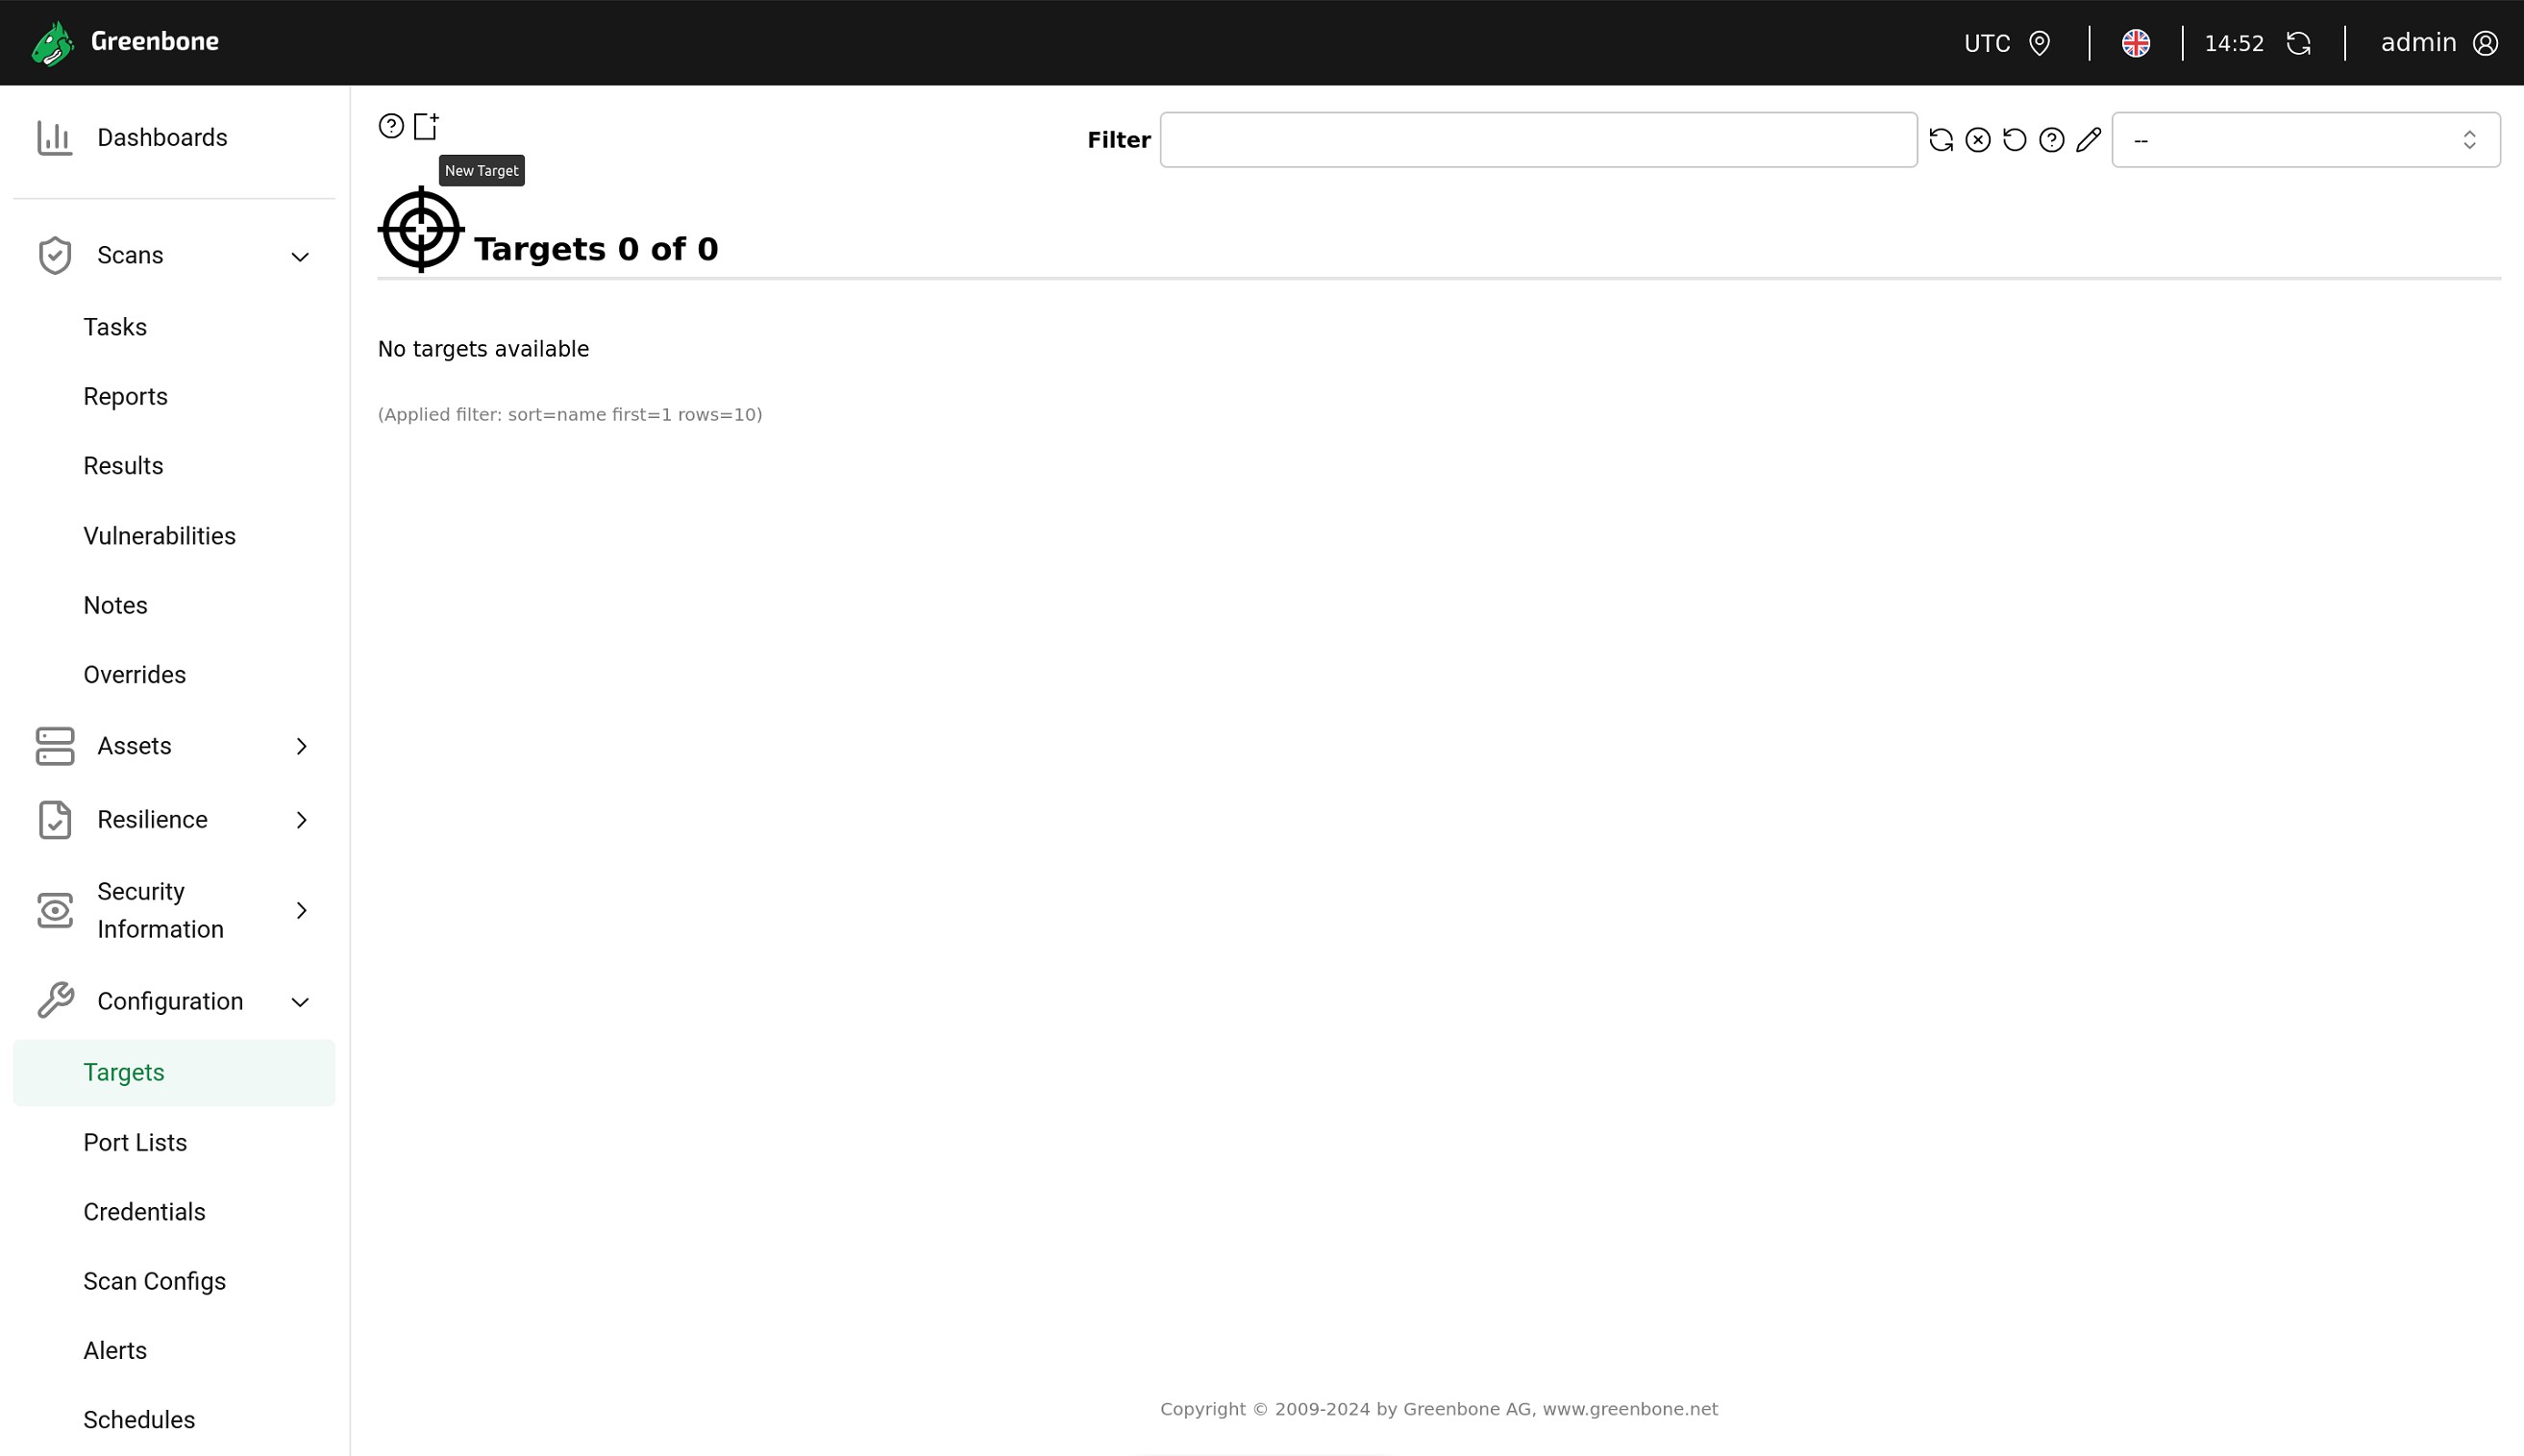 Greenbone
UTC
14:52
admin
Dashboards
Scans
Tasks
Reports
Results
Vulnerabilities
Notes
Overrides
Assets
Resilience
Security
Information
Configuration
Targets
Port Lists
Credentials
Scan Configs
Alerts
Schedules
Filter
--
New Target
Targets 0 of 0
No targets available
(Applied filter: sort=name first=1 rows=10)
Copyright © 2009-2024 by Greenbone AG, www.greenbone.net